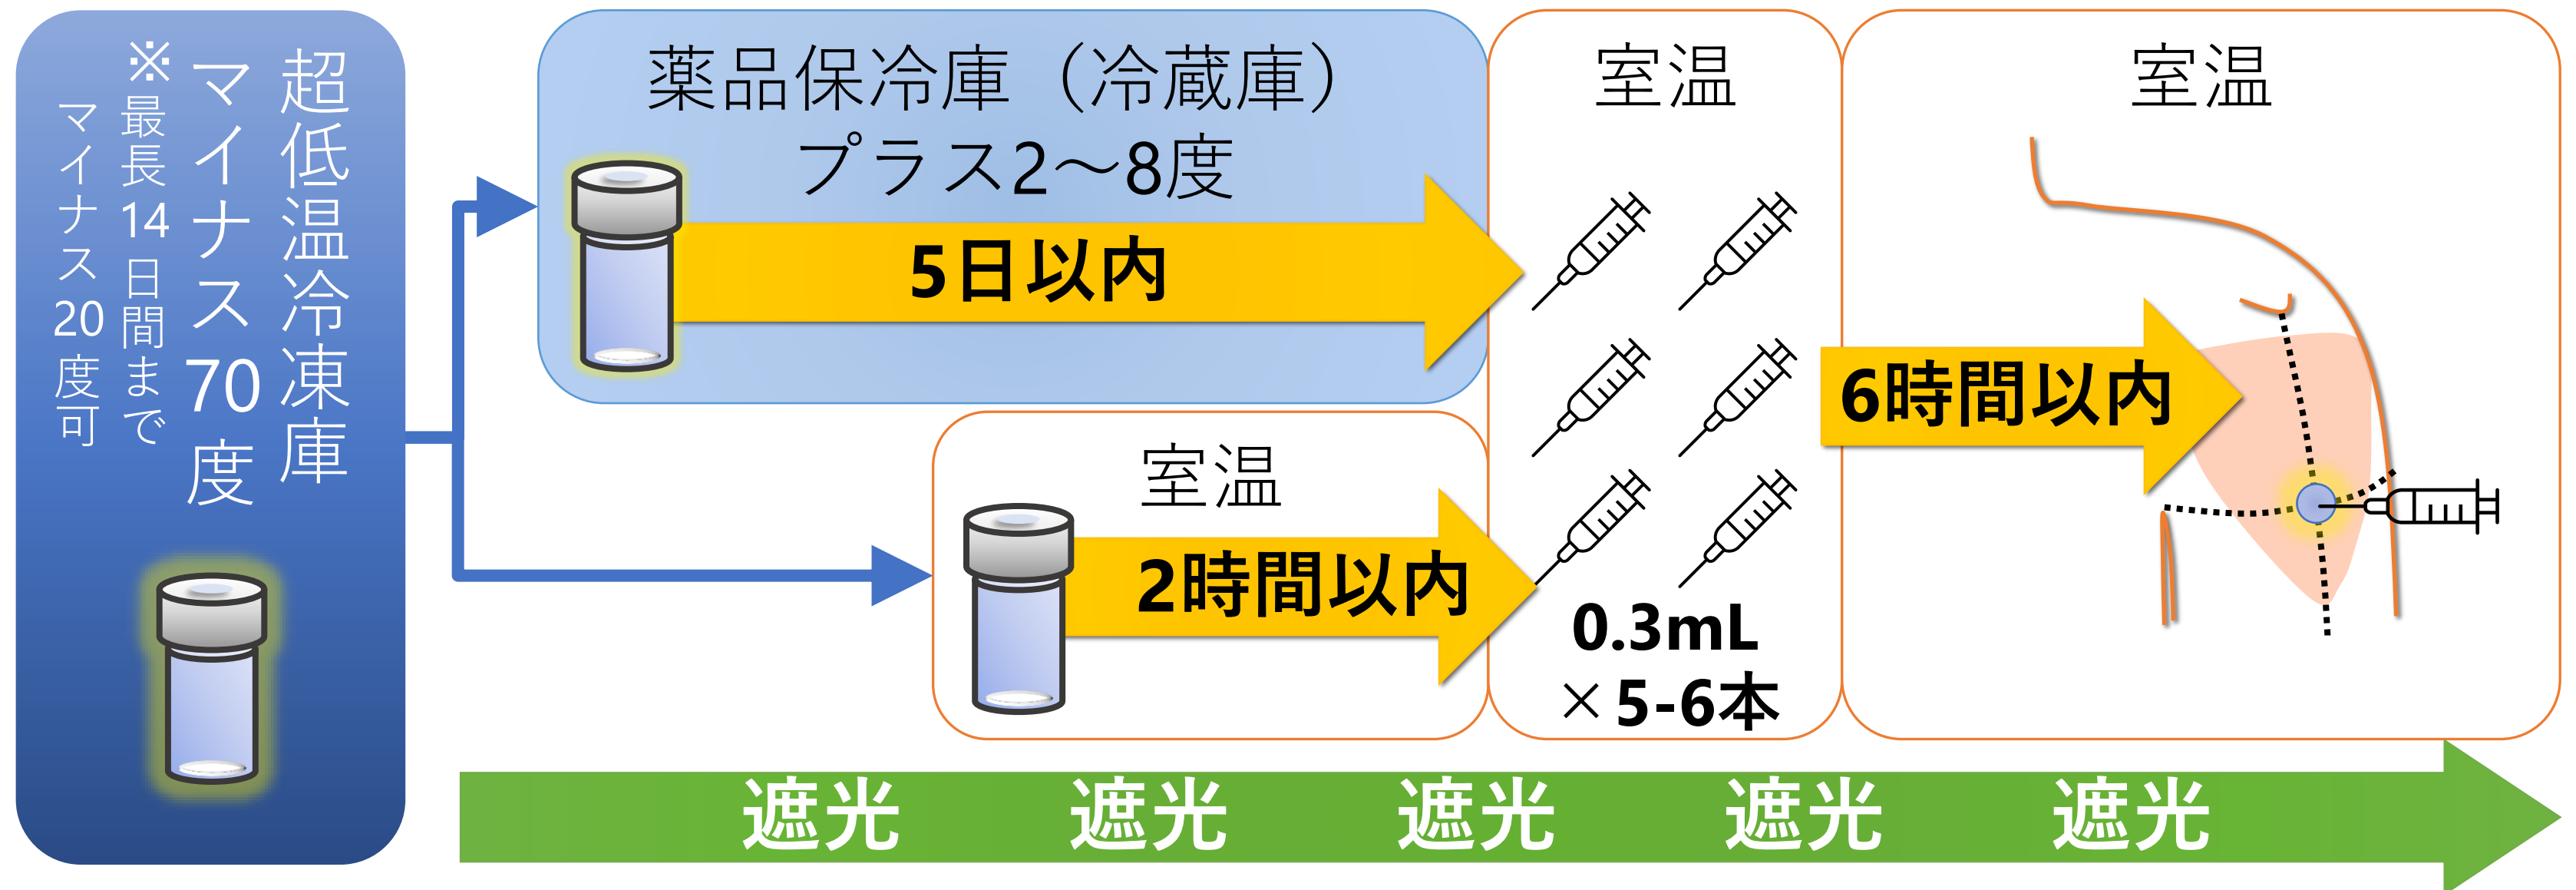 超低温冷凍庫
マイナス70度
※最長14日間まで
マイナス20度可
薬品保冷庫（冷蔵庫）
プラス2～8度
5日以内
室温
2時間以内
室温
0.3mL
×5-6本
室温
6時間以内
遮光 遮光 遮光 遮光 遮光